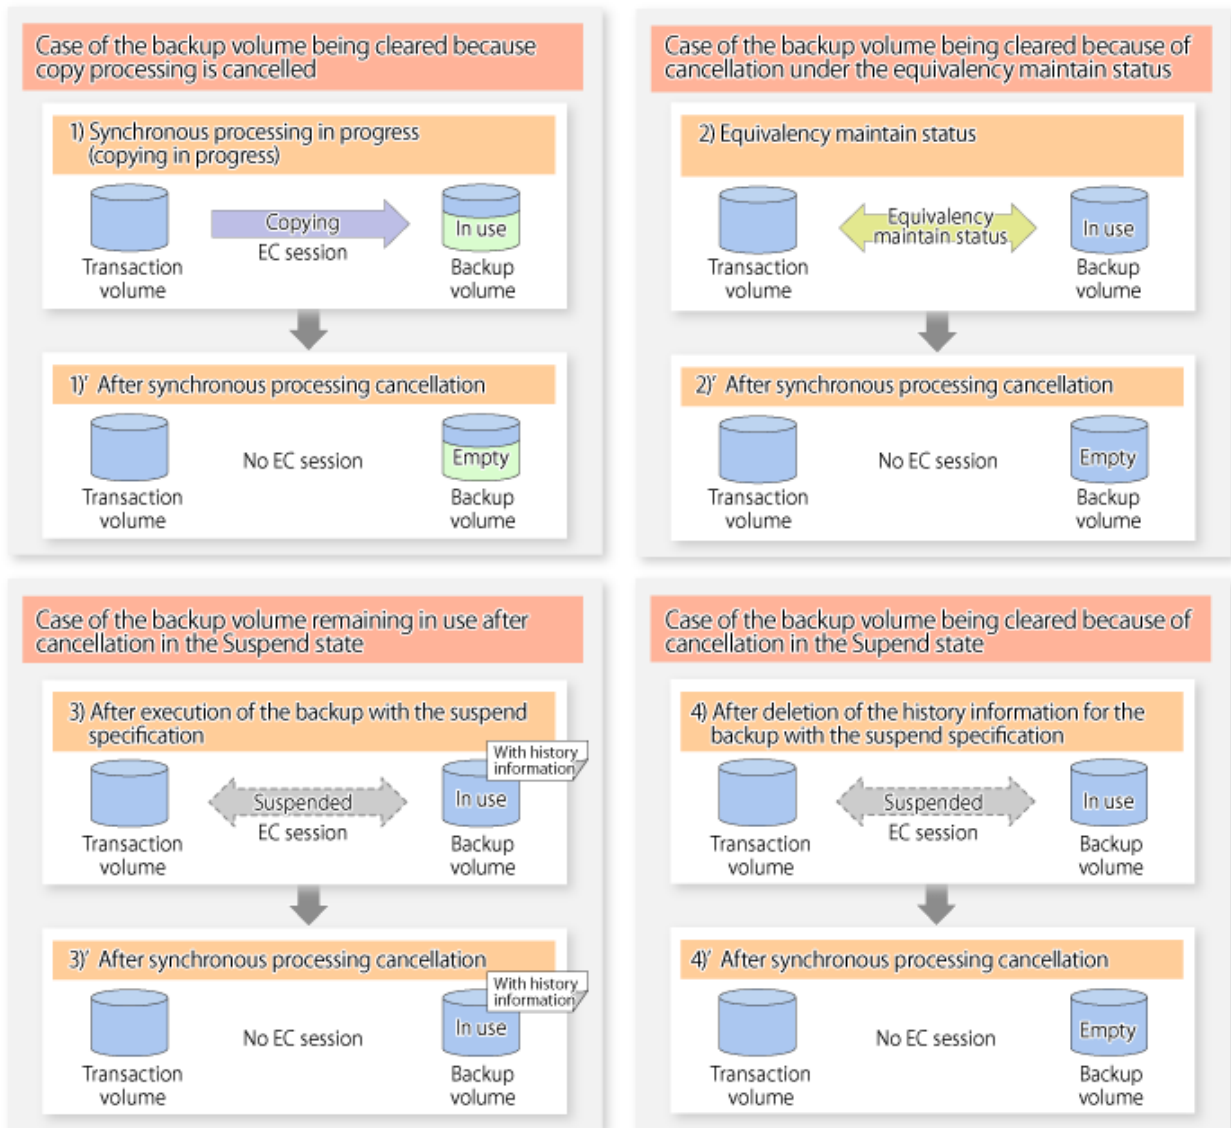 Case of the backup volume being cleared because
copy processing is cancelled
1) Synchronous processing in progress
(copying in progress)
Copying
EC session
In use
Transaction
volume
Backup
volume
1)' After synchronous processing cancellation
No EC session
Empty
Transaction
volume
Backup
volume
Case of the backup volume being cleared because of
cancellation under the equivalency maintain status
2) Equivalency maintain status
Equivalency
maintain status
In use
Transaction
volume
Backup
volume
2)' After synchronous processing cancellation
No EC session
Empty
Transaction
volume
Backup
volume
Case of the backup volume remaining in use after
cancellation in the Suspend state
3) After execution of the backup with the suspend
specification
With history
information
Suspended
EC session
In use
Transaction
volume
Backup
volume
3)' After synchronous processing cancellation
With history
information
No EC session
In use
Transaction
volume
Backup
volume
Case of the backup volume being cleared because of
cancellation in the Supend state
4) After deletion of the history information for the
backup with the suspend specification
Suspended
EC session
In use
Transaction
volume
Backup
volume
4)' After synchronous processing cancellation
No EC session
Empty
Transaction
volume
Backup
volume